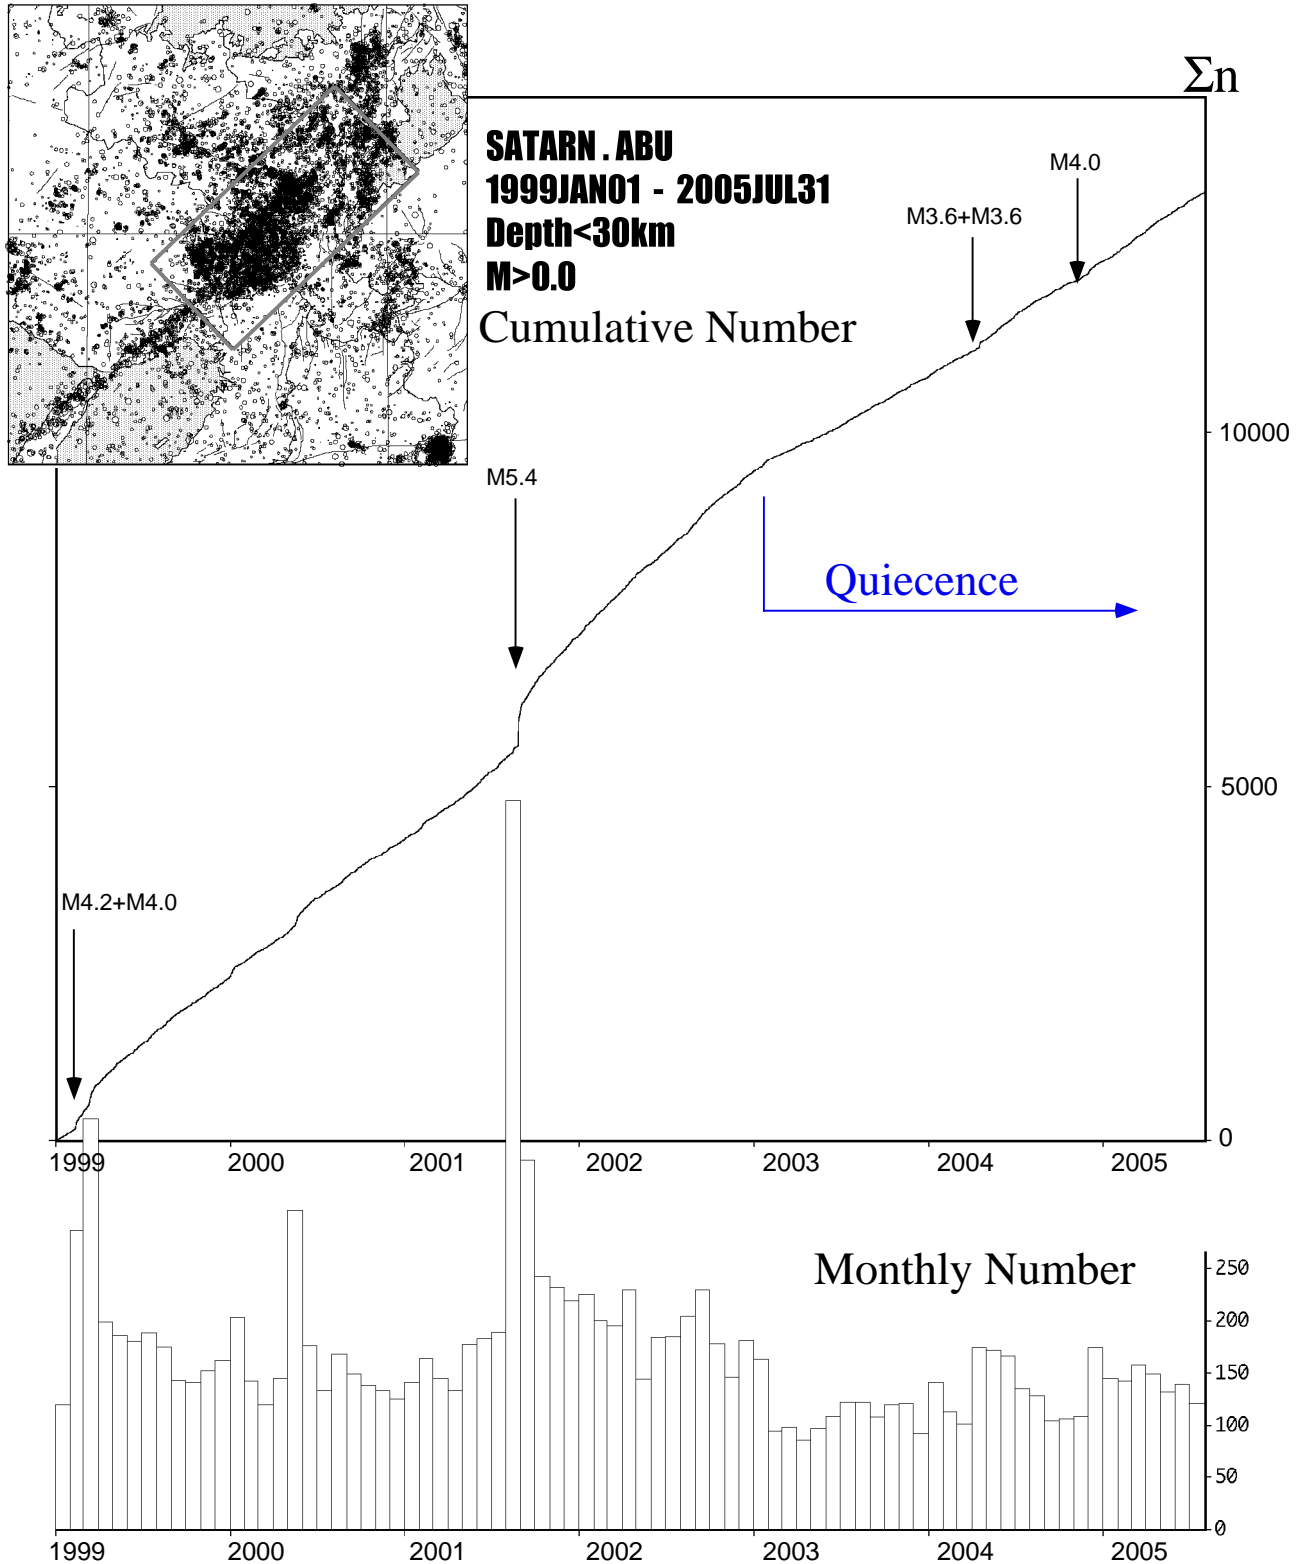 Σn
SATARN . ABU
1999JAN01 - 2005JUL31
Depth<30km
M>0.0
Cumulative Number
M4.0
M3.6+M3.6
10000
M5.4
Quiecence
5000
M4.2+M4.0
0
1999 2000 2001 2002 2003 2004 2005
Monthly Number
250
200
150
100
50
0
1999 2000 2001 2002 2003 2004 2005